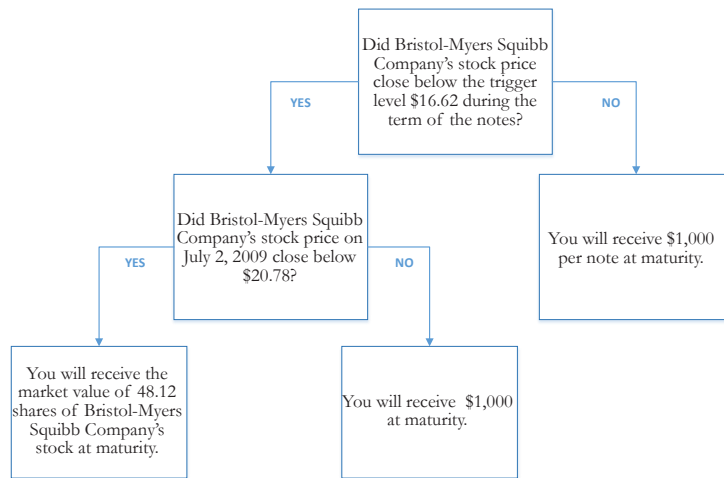 Did Bristol-Myers Squibb
Company's stock price
close below the trigger
level $16.62 during the
term of the notes?
YES
NO
Did Bristol-Myers Squibb
Company's stock price on
July 2, 2009 close below
$20.78?
You will receive $1,000
per note at maturity.
YES
NO
You will receive the
market value of 48.12
shares of Bristol-Myers
Squibb Company's
stock at maturity.
You will receive $1,000
at maturity.